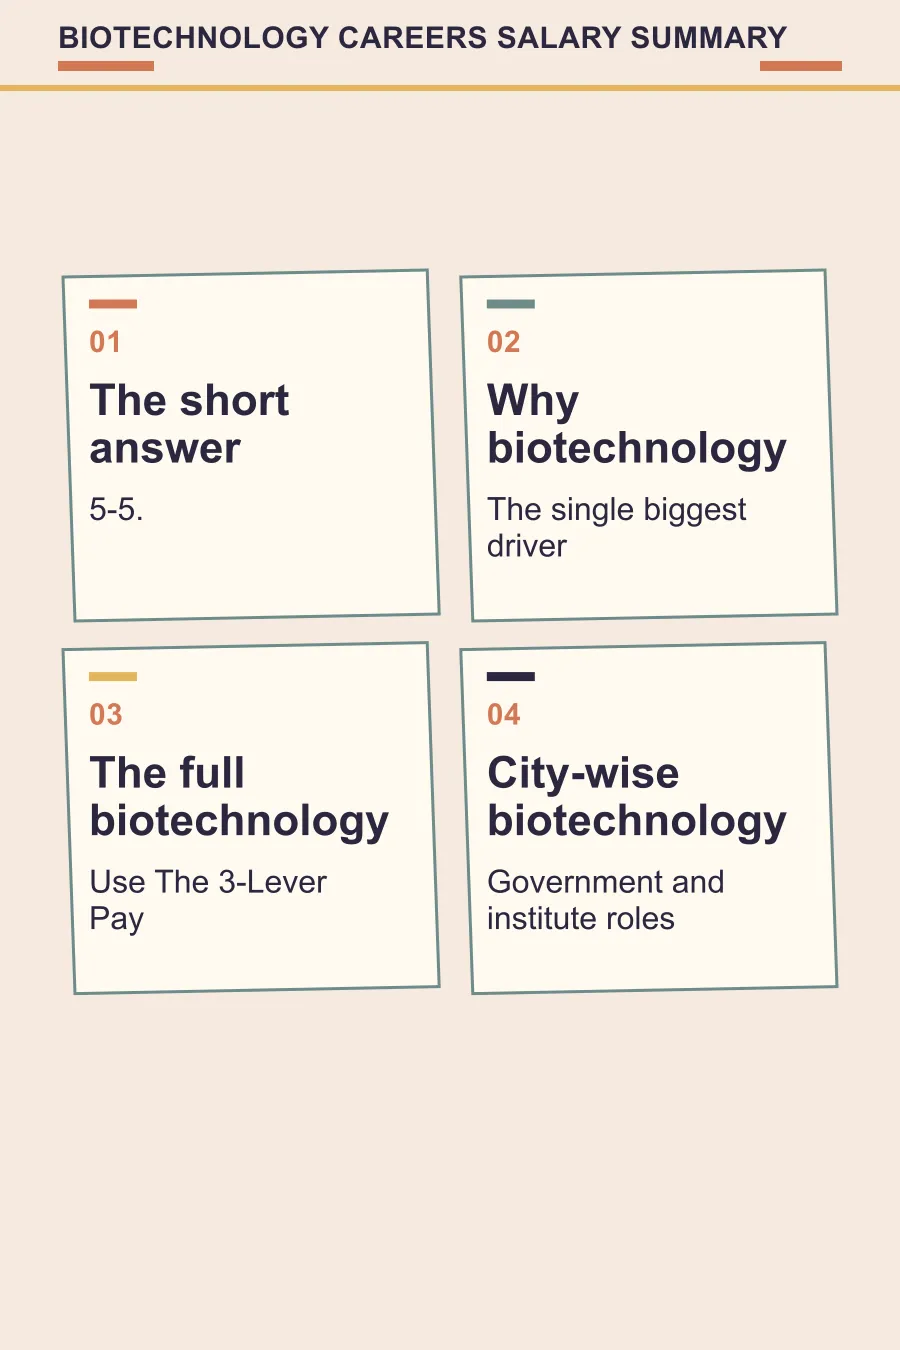 BIOTECHNOLOGY CAREERS SALARY SUMMARY
01
The short
answer
5-5.
02
Why
biotechnology
The single biggest
driver
03
The full
biotechnology
Use The 3-Lever
Pay
04
City-wise
biotechnology
Government and
institute roles